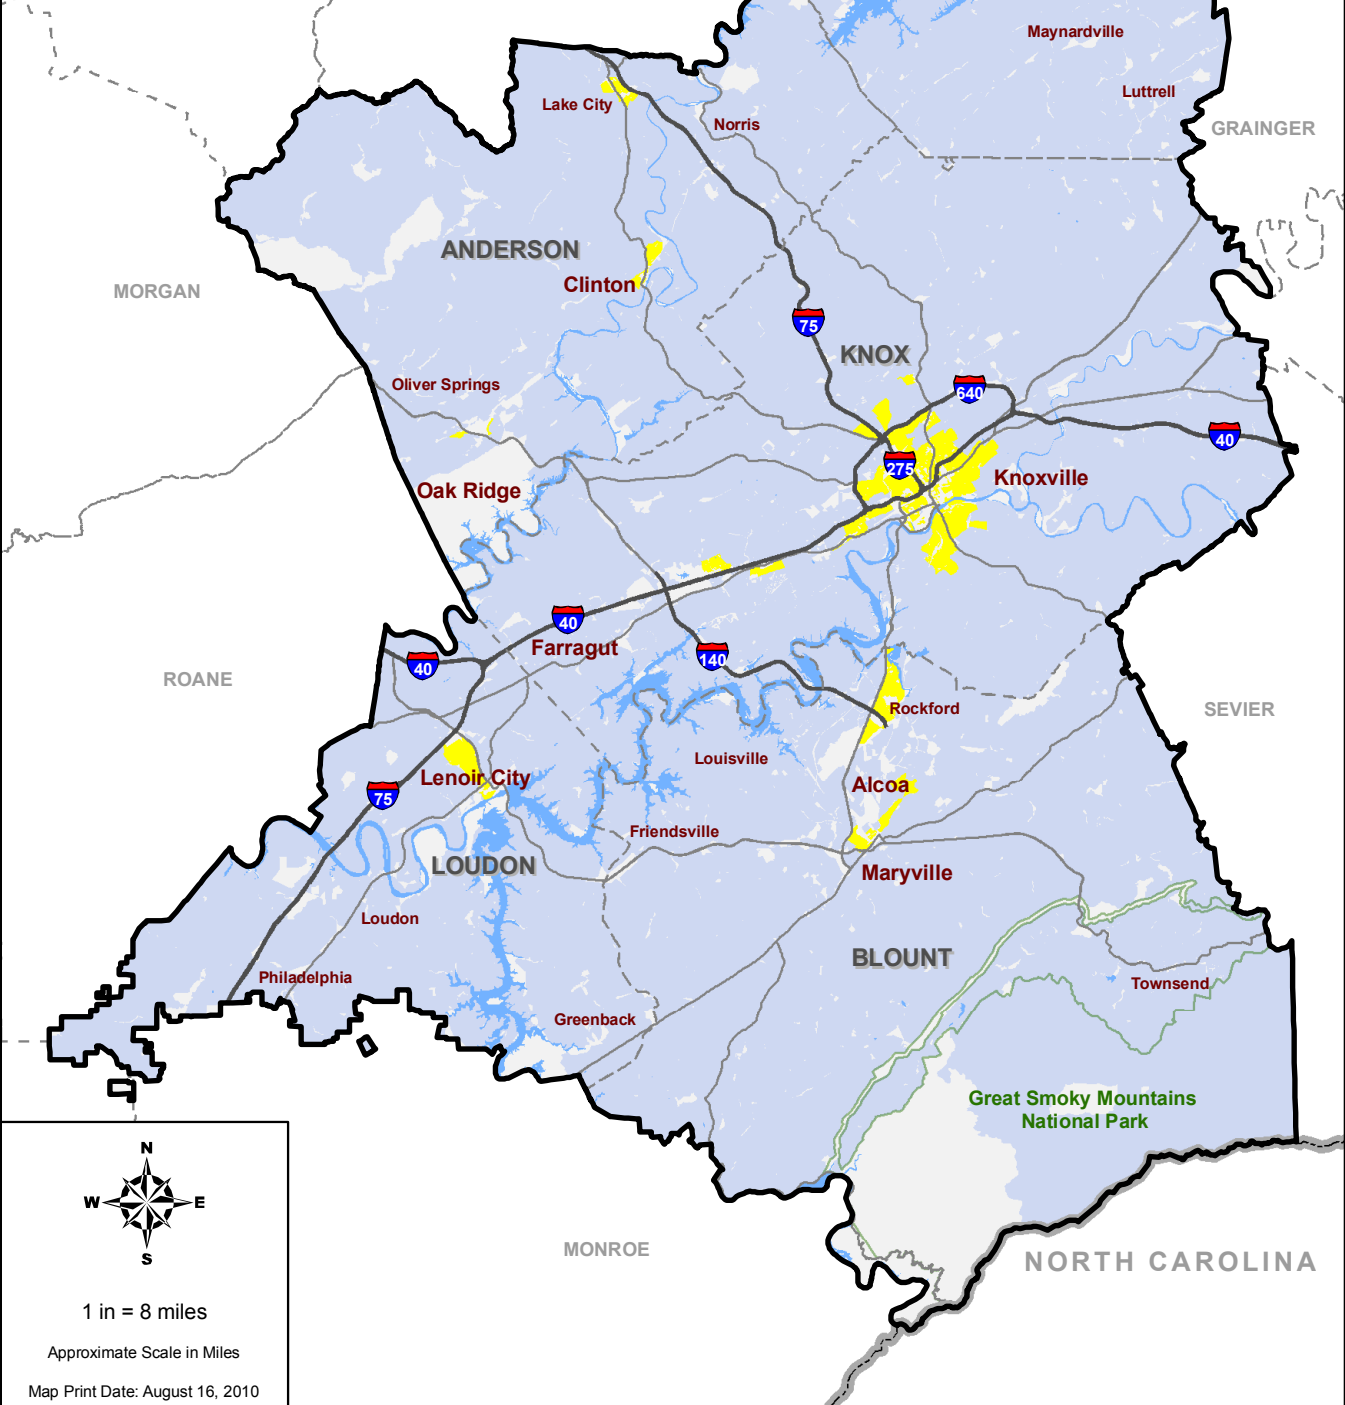 Maynardville
Luttrell
Lake City
Norris
GRAINGER
ANDERSON
Clinton
MORGAN
75
KNOX
Oliver Springs
640
40
275
Knoxville
Oak Ridge
40
Farragut
40
140
ROANE
Rockford
SEVIER
Louisville
Lenoir City
Alcoa
75
Friendsville
LOUDON
Maryville
Loudon
BLOUNT
Philadelphia
Townsend
Greenback
Great Smoky Mountains
National Park
N
W E
S
MONROE
NORTH CAROLINA
1 in = 8 miles
Approximate Scale in Miles
Map Print Date: August 16, 2010